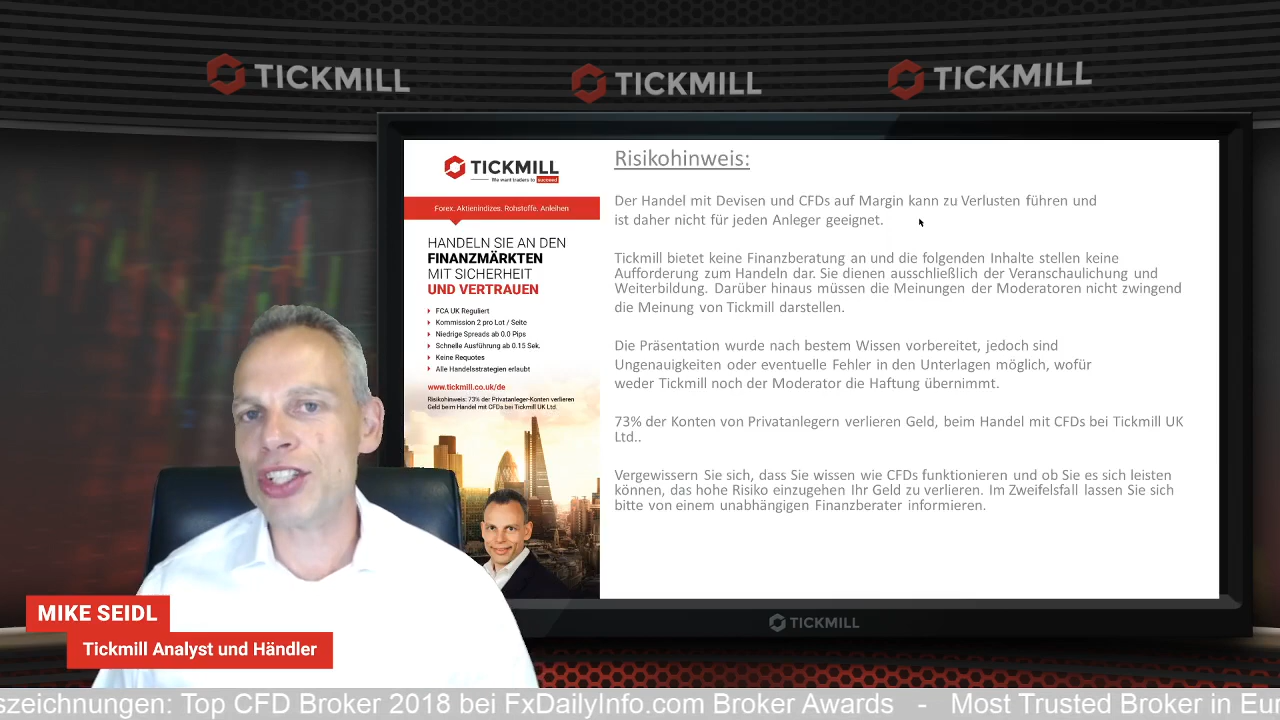 TICKMILL
TICKMILL
TICKMILL
TICKMILL
We want traders to succeed
Forex. Aktienindizes. Rohstoffe. Anleihen
HANDELN SIE AN DEN
FINANZMÄRKTEN
MIT SICHERHEIT
UND VERTRAUEN
FCA UK Reguliert
Kommission 2 pro Lot / Seite
Niedrige Spreads ab 0.0 Pips
Schnelle Ausführung ab 0.15 Sek.
Keine Requotes
Alle Handelsstrategien erlaubt
www.tickmill.co.uk/de
Risikohinweis: 73% der Privatanleger-Konten verlieren
Geld beim Handel mit CFDs bei Tickmill UK Ltd.
Risikohinweis:
Der Handel mit Devisen und CFDs auf Margin kann zu Verlusten führen und
ist daher nicht für jeden Anleger geeignet.
Tickmill bietet keine Finanzberatung an und die folgenden Inhalte stellen keine
Aufforderung zum Handeln dar. Sie dienen ausschließlich der Veranschaulichung und
Weiterbildung. Darüber hinaus müssen die Meinungen der Moderatoren nicht zwingend
die Meinung von Tickmill darstellen.
Die Präsentation wurde nach bestem Wissen vorbereitet, jedoch sind
Ungenauigkeiten oder eventuelle Fehler in den Unterlagen möglich, wofür
weder Tickmill noch der Moderator die Haftung übernimmt.
73% der Konten von Privatanlegern verlieren Geld, beim Handel mit CFDs bei Tickmill UK
Ltd..
Vergewissern Sie sich, dass Sie wissen wie CFDs funktionieren und ob Sie es sich leisten
können, das hohe Risiko einzugehen Ihr Geld zu verlieren. Im Zweifelsfall lassen Sie sich
bitte von einem unabhängigen Finanzberater informieren.
TICKMILL
MIKE SEIDL
Tickmill Analyst und Händler
szeichnungen: Top CFD Broker 2018 bei FxDailyInfo.com Broker Awards - Most Trusted Broker in Eur